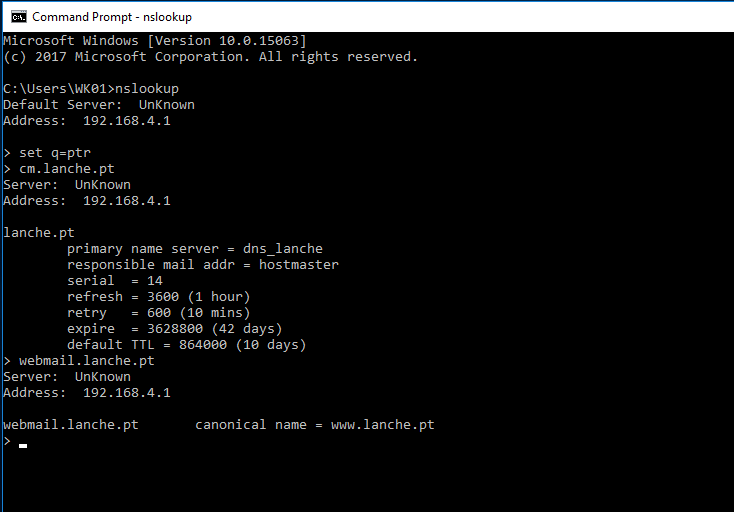 Command Prompt - nslookup
Microsoft Windows [Version 10.0.15063]
(c) 2017 Microsoft Corporation. All rights reserved.
C:\Users\WK01>nslookup
Default Server:  UnKnown
Address:  192.168.4.1
> set q=ptr
> cm.lanche.pt
Server:  UnKnown
Address:  192.168.4.1
lanche.pt
        primary name server = dns_lanche
        responsible mail addr = hostmaster
        serial  = 14
        refresh = 3600 (1 hour)
        retry   = 600 (10 mins)
        expire  = 3628800 (42 days)
        default TTL = 864000 (10 days)
> webmail.lanche.pt
Server:  UnKnown
Address:  192.168.4.1
webmail.lanche.pt       canonical name = www.lanche.pt
>